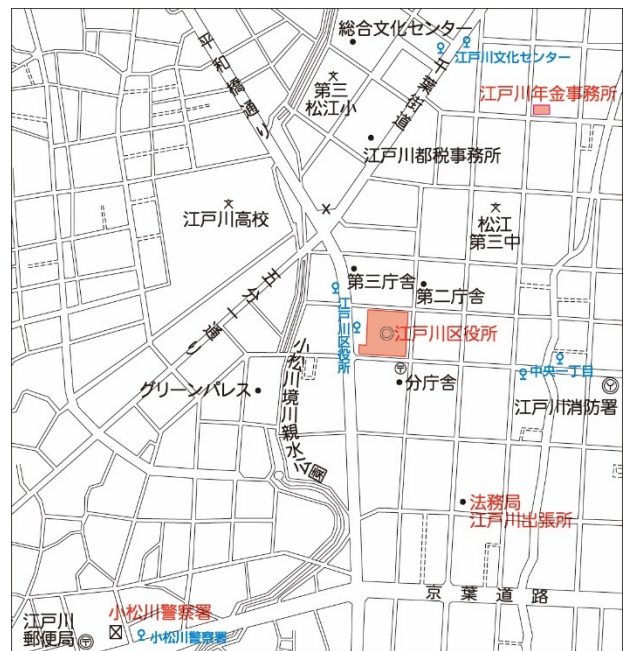 総合文化センター
江戸川文化センター
平和橋通り
千葉街道
第三
松江小
江戸川年金事務所
江戸川都税事務所
江戸川高校
松江
第三中
五分一通り
第三庁舎
第二庁舎
江戸川区役所
江戸川区役所
小松川境川親水公園
グリーンパレス
分庁舎
中央一丁目
江戸川消防署
法務局
江戸川出張所
京葉道路
江戸川
郵便局
小松川警察署
小松川警察署